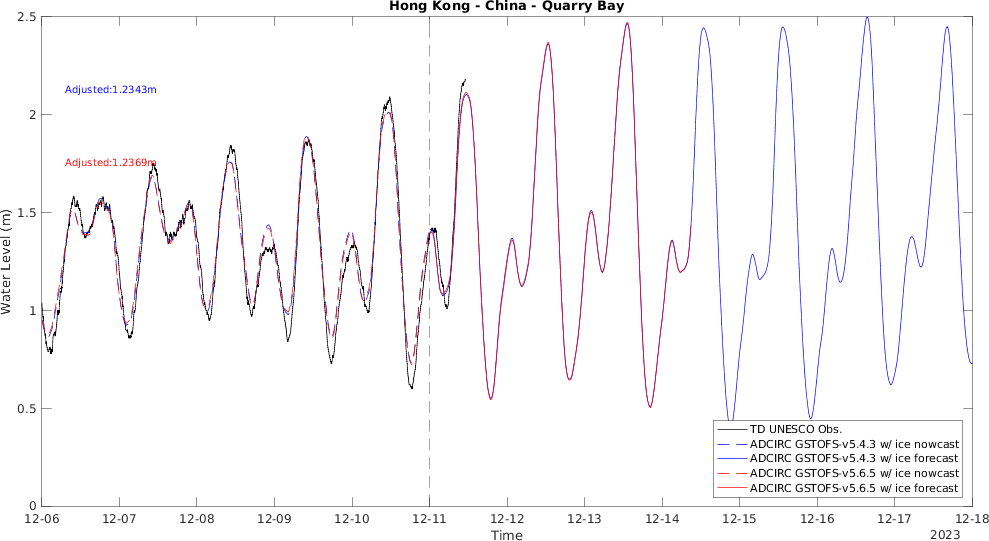 Hong Kong - China - Quarry Bay
2.5
Adjusted:1.2343m
2
Adjusted:1.2369m
1.5
Water Level (m)
1
0.5
TD UNESCO Obs.
ADCIRC GSTOFS-v5.4.3 w/ ice nowcast
ADCIRC GSTOFS-v5.4.3 w/ ice forecast
ADCIRC GSTOFS-v5.6.5 w/ ice nowcast
ADCIRC GSTOFS-v5.6.5 w/ ice forecast
0
12-06 12-07 12-08 12-09 12-10 12-11 12-12 12-13 12-14 12-15 12-16 12-17 12-18
Time
2023